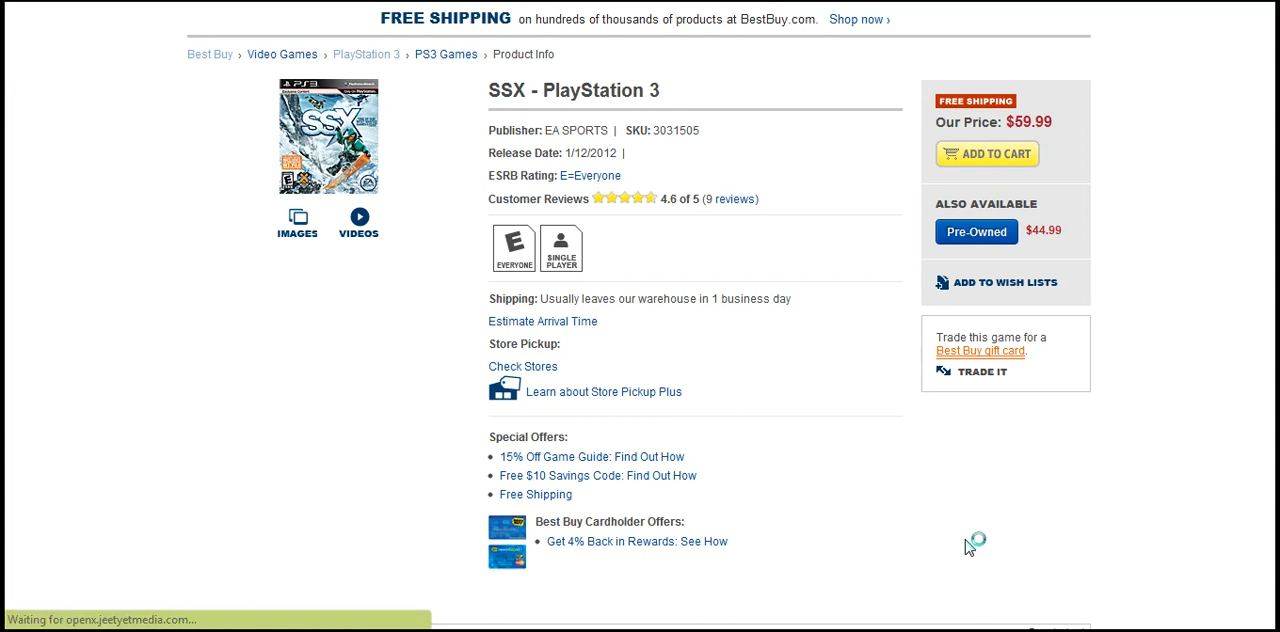 FREE SHIPPING on hundreds of thousands of products at BestBuy.com. Shop now ›
Best Buy › Video Games › PlayStation 3 › PS3 Games › Product Info
PS3
SSX
E
EA
IMAGES VIDEOS
SSX - PlayStation 3
Publisher: EA SPORTS | SKU: 3031505
Release Date: 1/12/2012 |
ESRB Rating: E=Everyone
Customer Reviews 4.6 of 5 (9 reviews)
E
EVERYONE
SINGLE
PLAYER
Shipping: Usually leaves our warehouse in 1 business day
Estimate Arrival Time
Store Pickup:
Check Stores
Learn about Store Pickup Plus
Special Offers:
• 15% Off Game Guide: Find Out How
• Free $10 Savings Code: Find Out How
• Free Shipping
Best Buy Cardholder Offers:
• Get 4% Back in Rewards: See How
FREE SHIPPING
Our Price: $59.99
ADD TO CART
ALSO AVAILABLE
Pre-Owned $44.99
ADD TO WISH LISTS
Trade this game for a
Best Buy gift card.
TRADE IT
Waiting for openx.jeetyetmedia.com...